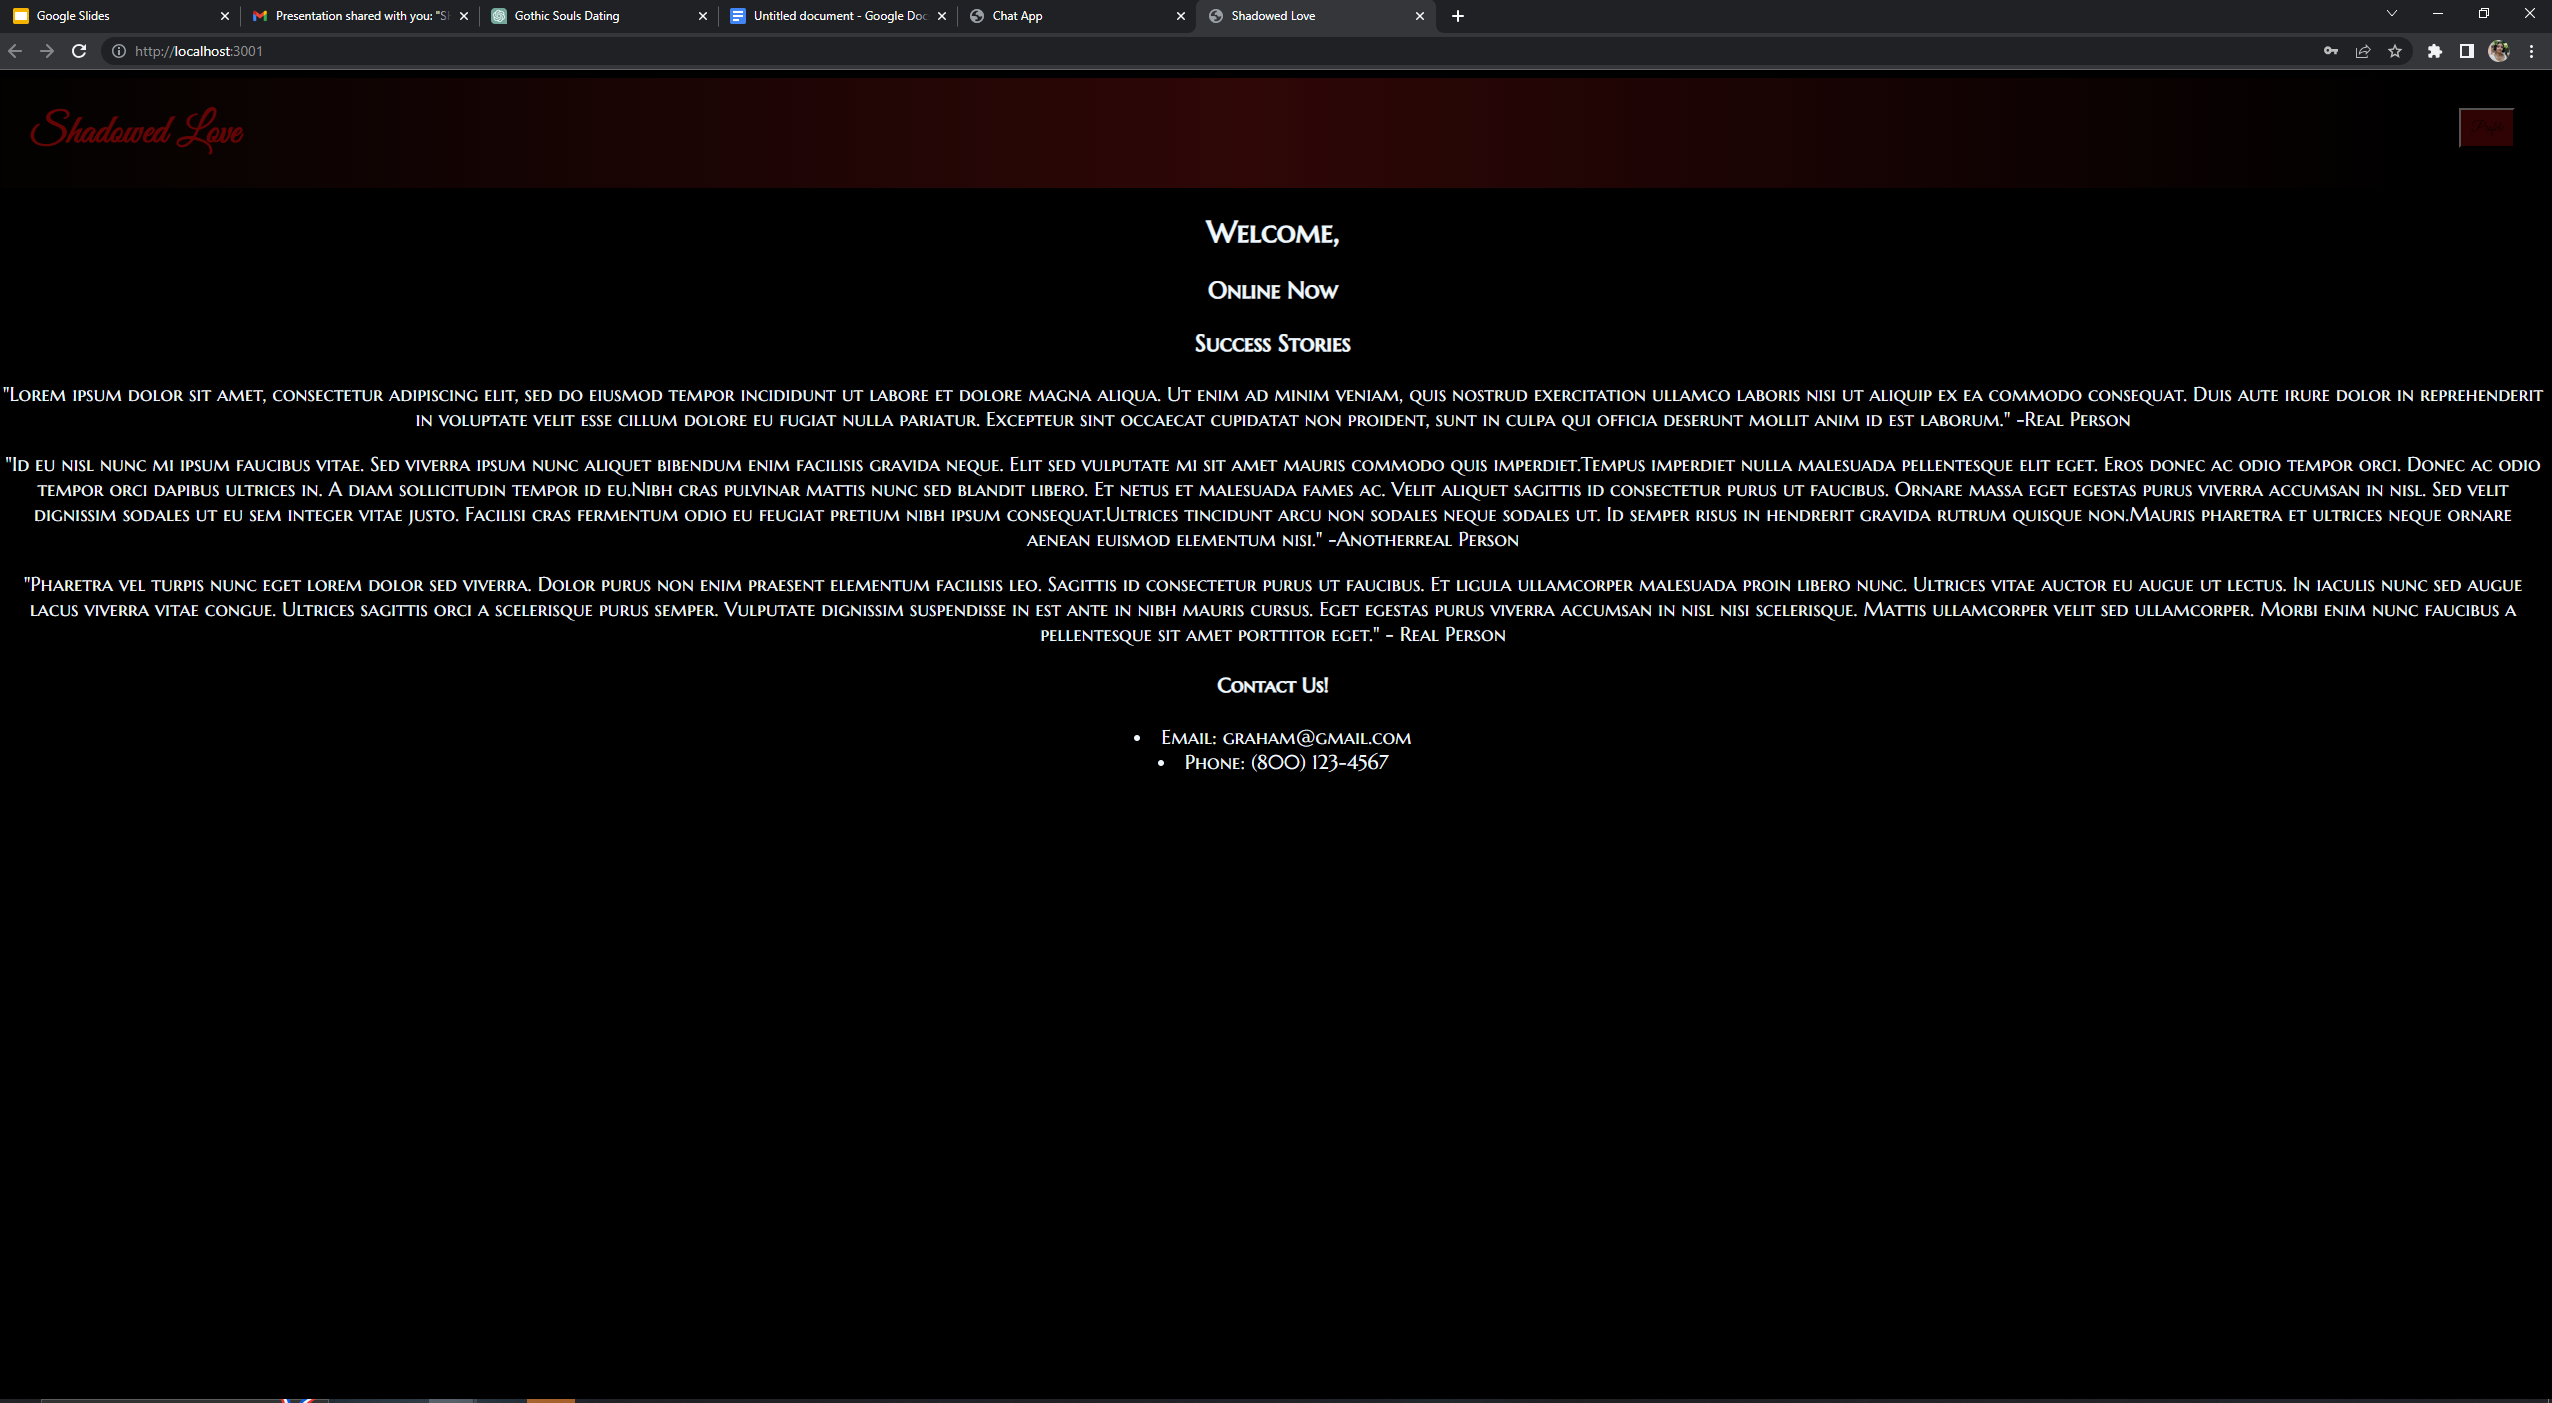 Google Slides
Presentation shared with you: "S
Gothic Souls Dating
Untitled document - Google Doc
Chat App
Shadowed Love
http://localhost:3001
Shadowed Love
Welcome,
Online Now
Success Stories
"Lorem ipsum dolor sit amet, consectetur adipiscing elit, sed do eiusmod tempor incididunt ut labore et dolore magna aliqua. Ut enim ad minim veniam, quis nostrud exercitation ullamco laboris nisi ut aliquip ex ea commodo consequat. Duis aute irure dolor in reprehenderit
in voluptate velit esse cillum dolore eu fugiat nulla pariatur. Excepteur sint occaecat cupidatat non proident, sunt in culpa qui officia deserunt mollit anim id est laborum." -Real Person
"Id eu nisl nunc mi ipsum faucibus vitae. Sed viverra ipsum nunc aliquet bibendum enim facilisis gravida neque. Elit sed vulputate mi sit amet mauris commodo quis imperdiet.Tempus imperdiet nulla malesuada pellentesque elit eget. Eros donec ac odio tempor orci. Donec ac odio
tempor orci dapibus ultrices in. A diam sollicitudin tempor id eu.Nibh cras pulvinar mattis nunc sed blandit libero. Et netus et malesuada fames ac. Velit aliquet sagittis id consectetur purus ut faucibus. Ornare massa eget egestas purus viverra accumsan in nisl. Sed velit
dignissim sodales ut eu sem integer vitae justo. Facilisi cras fermentum odio eu feugiat pretium nibh ipsum consequat.Ultrices tincidunt arcu non sodales neque sodales ut. Id semper risus in hendrerit gravida rutrum quisque non.Mauris pharetra et ultrices neque ornare
aenean euismod elementum nisi." -Anotherreal Person
"Pharetra vel turpis nunc eget lorem dolor sed viverra. Dolor purus non enim praesent elementum facilisis leo. Sagittis id consectetur purus ut faucibus. Et ligula ullamcorper malesuada proin libero nunc. Ultrices vitae auctor eu augue ut lectus. In iaculis nunc sed augue
lacus viverra vitae congue. Ultrices sagittis orci a scelerisque purus semper. Vulputate dignissim suspendisse in est ante in nibh mauris cursus. Eget egestas purus viverra accumsan in nisl nisi scelerisque. Mattis ullamcorper velit sed ullamcorper. Morbi enim nunc faucibus a
pellentesque sit amet porttitor eget." - Real Person
Contact Us!
• Email: graham@gmail.com
• Phone: (800) 123-4567